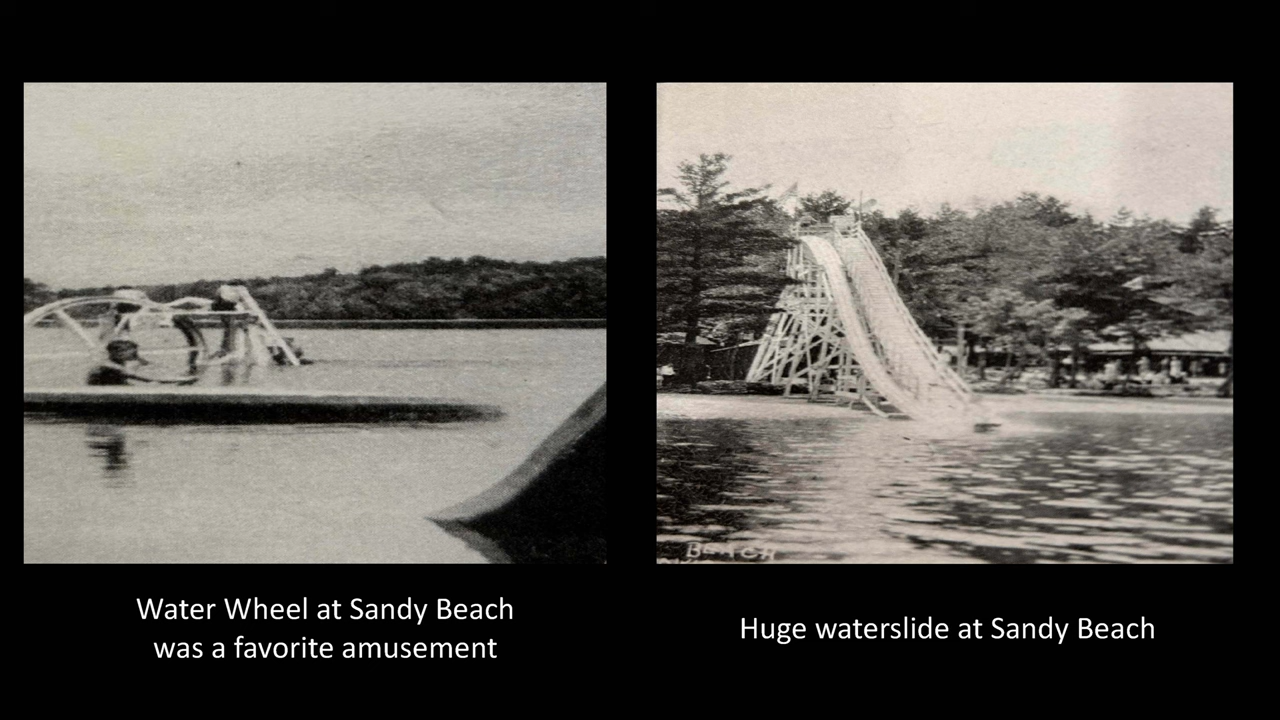 BEACH
Water Wheel at Sandy Beach
was a favorite amusement
Huge waterslide at Sandy Beach